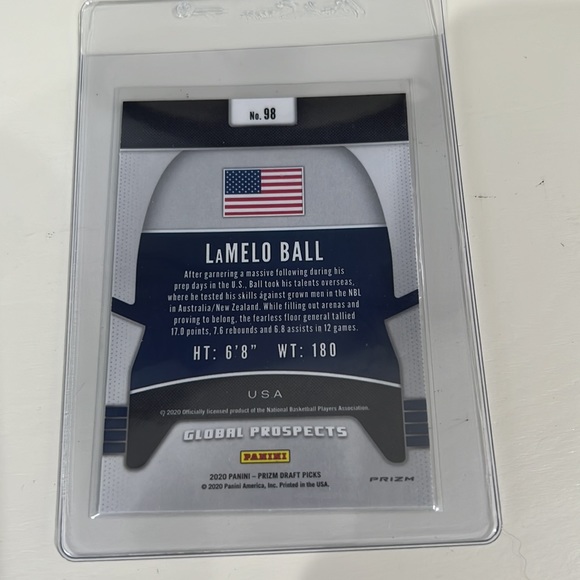 No. 98
LaMELO BALL
After garnering a massive following during his
prep days in the U.S., Ball took his talents overseas,
where he tested his skills against grown men in the NBL
in Australia/New Zealand. While filling out arenas and
proving to belong, the fearless floor general tallied
17.0 points, 7.6 rebounds and 6.8 assists in 12 games.
HT: 6'8" WT: 180
USA
© 2020 Officially licensed product of the National Basketball Players Association.
GLOBAL PROSPECTS
PANINI
2020 PANINI – PRIZM DRAFT PICKS
© 2020 Panini America, Inc. Printed in the USA.
PRIZM